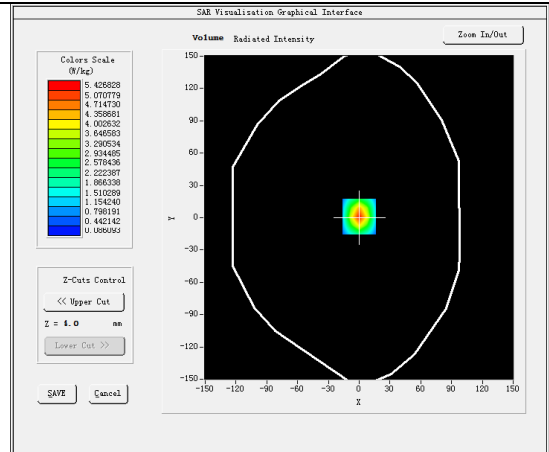 SAR Visualisation Graphical Interface
Volume Radiated Intensity
Zoom In/Out
Colors Scale
(W/kg)
5.426828
5.070779
4.714730
4.358681
4.002632
3.646583
3.290534
2.934485
2.578436
2.222387
1.866338
1.510289
1.154240
0.798191
0.442142
0.086093
Z-Cuts Control
<< Upper Cut
Z = 4.0 mm
Lower Cut >>
SAVE Cancel
150
120
90
60
30
0
-30
-60
-90
-120
-150
Y
-150 -120 -90 -60 -30 0 30 60 90 120 150
X